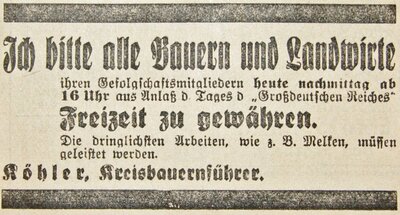 Ich bitte alle Bauern und Landwirte
ihren Gefolgschaftsmitgliedern heute nachmittag ab
16 Uhr aus Anlaß d Tages d „Großdeutschen Reiches"
Freizeit zu gewähren.
Die dringlichsten Arbeiten, wie z. B. Melken, müssen
geleistet werden.
Köhler, Kreisbauernführer.